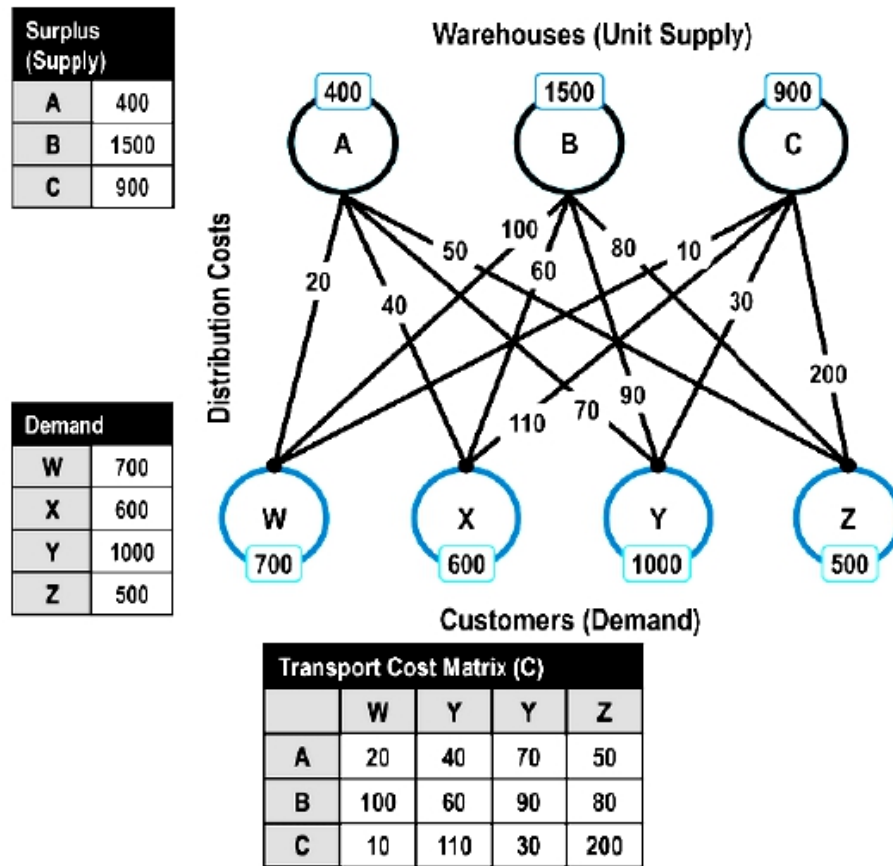 Surplus
(Supply)
A 400
B 1500
C 900
Warehouses (Unit Supply)
400 1500 900
A B C
Distribution Costs
100 50 80 10
20 60
40 30
200
110 70 90
Demand
W 700
X 600
Y 1000
Z 500
W X Y Z
700 600 1000 500
Customers (Demand)
Transport Cost Matrix (C)
W Y Y Z
A 20 40 70 50
B 100 60 90 80
C 10 110 30 200